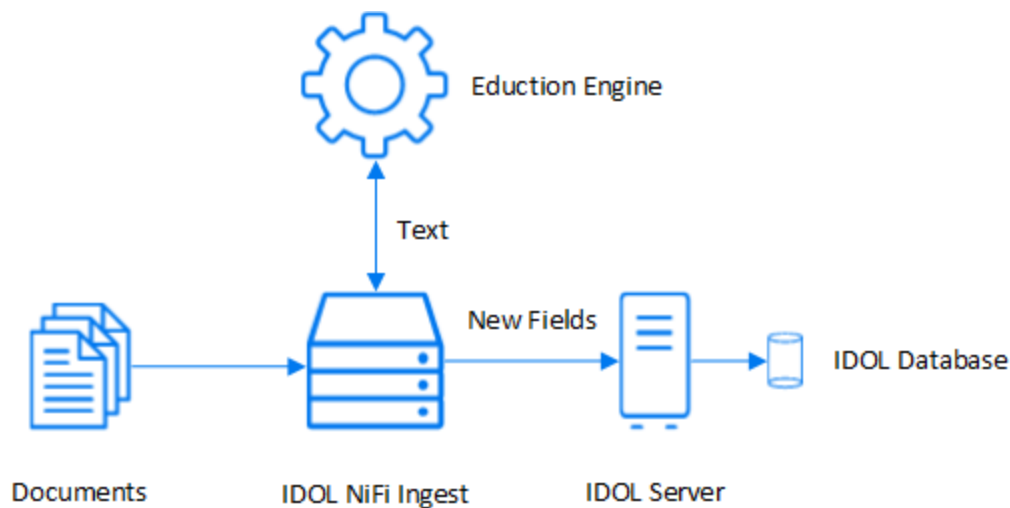 Eduction Engine
Text
New Fields
IDOL Database
Documents
IDOL NiFi Ingest
IDOL Server